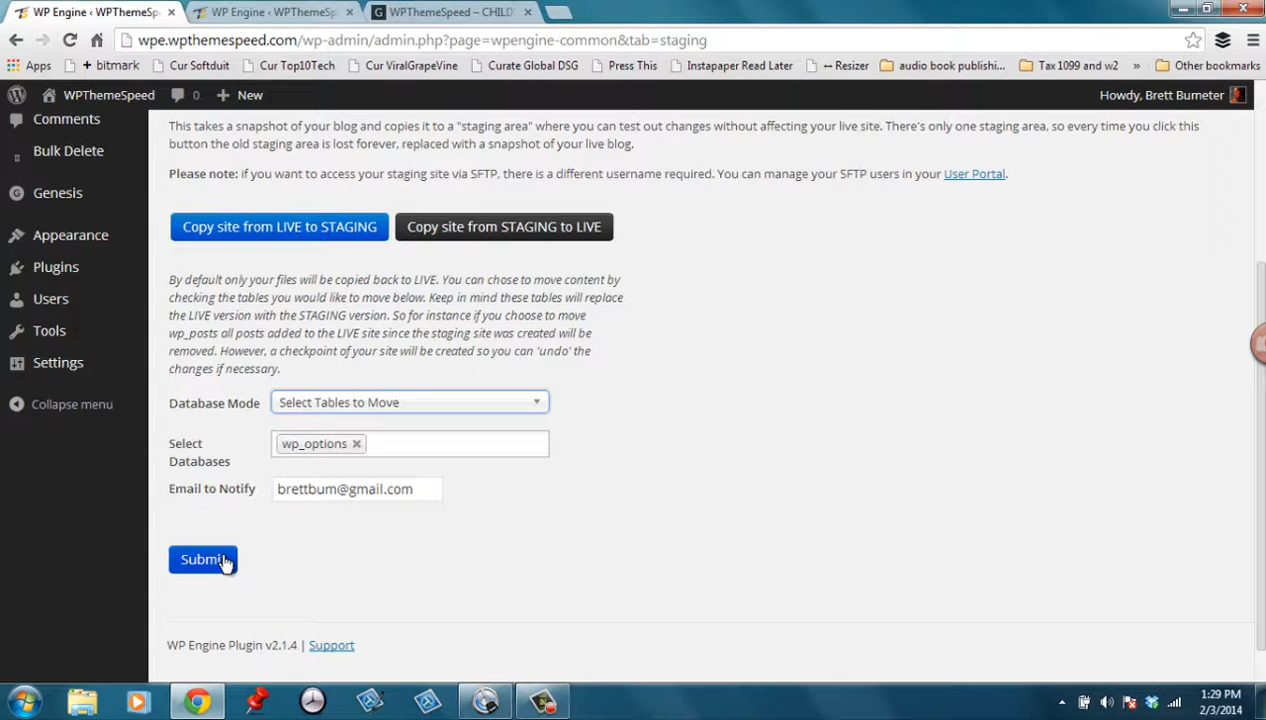 WP Engine ‹ WPThemeSp
WP Engine ‹ WPThemeSp
WPThemeSpeed – CHILD
wpe.wpthemespeed.com/wp-admin/admin.php?page=wpengine-common&tab=staging
Apps + bitmark Cur Softduit Cur Top10Tech Cur ViralGrapeVine Curate Global DSG Press This Instapaper Read Later -- Resizer audio book publishi... Tax 1099 and w2 » Other bookmarks
WPThemeSpeed 0 + New Howdy, Brett Bumeter
Comments
Bulk Delete
Genesis
Appearance
Plugins
Users
Tools
Settings
Collapse menu
This takes a snapshot of your blog and copies it to a "staging area" where you can test out changes without affecting your live site. There's only one staging area, so every time you click this
button the old staging area is lost forever, replaced with a snapshot of your live blog.
Please note: if you want to access your staging site via SFTP, there is a different username required. You can manage your SFTP users in your User Portal.
Copy site from LIVE to STAGING Copy site from STAGING to LIVE
By default only your files will be copied back to LIVE. You can chose to move content by
checking the tables you would like to move below. Keep in mind these tables will replace
the LIVE version with the STAGING version. So for instance if you choose to move
wp_posts all posts added to the LIVE site since the staging site was created will be
removed. However, a checkpoint of your site will be created so you can 'undo' the
changes if necessary.
Database Mode Select Tables to Move
Select
Databases
wp_options
Email to Notify brettbum@gmail.com
Submit
WP Engine Plugin v2.1.4 | Support
1:29 PM
2/3/2014